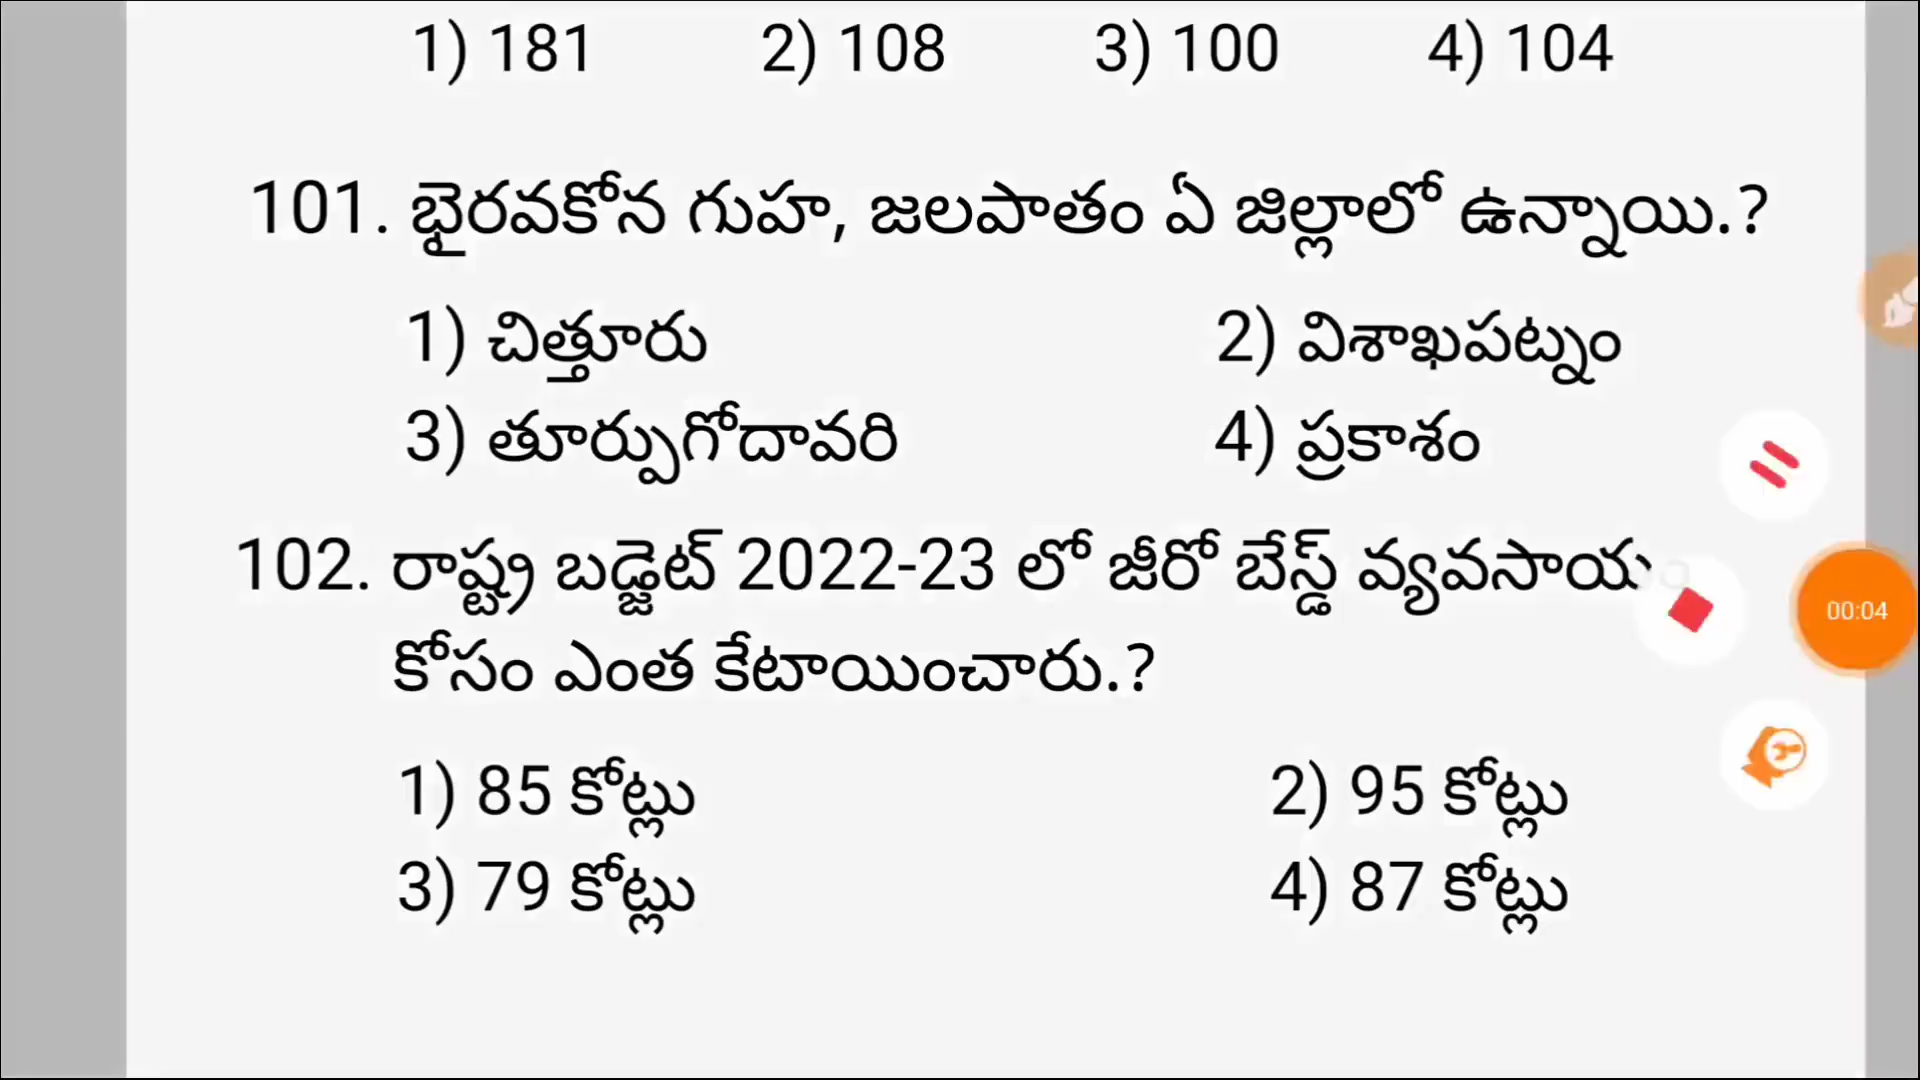 1) 181 2) 108 3) 100 4) 104
101. భైరవకోన గుహ, జలపాతం ఏ జిల్లాలో ఉన్నాయి.?
1) చిత్తూరు 2) విశాఖపట్నం
3) తూర్పుగోదావరి 4) ప్రకాశం
102. రాష్ట్ర బడ్జెట్ 2022-23 లో జీరో బేస్డ్ వ్యవసాయం
కోసం ఎంత కేటాయించారు.?
00:04
1) 85 కోట్లు 2) 95 కోట్లు
3) 79 కోట్లు 4) 87 కోట్లు